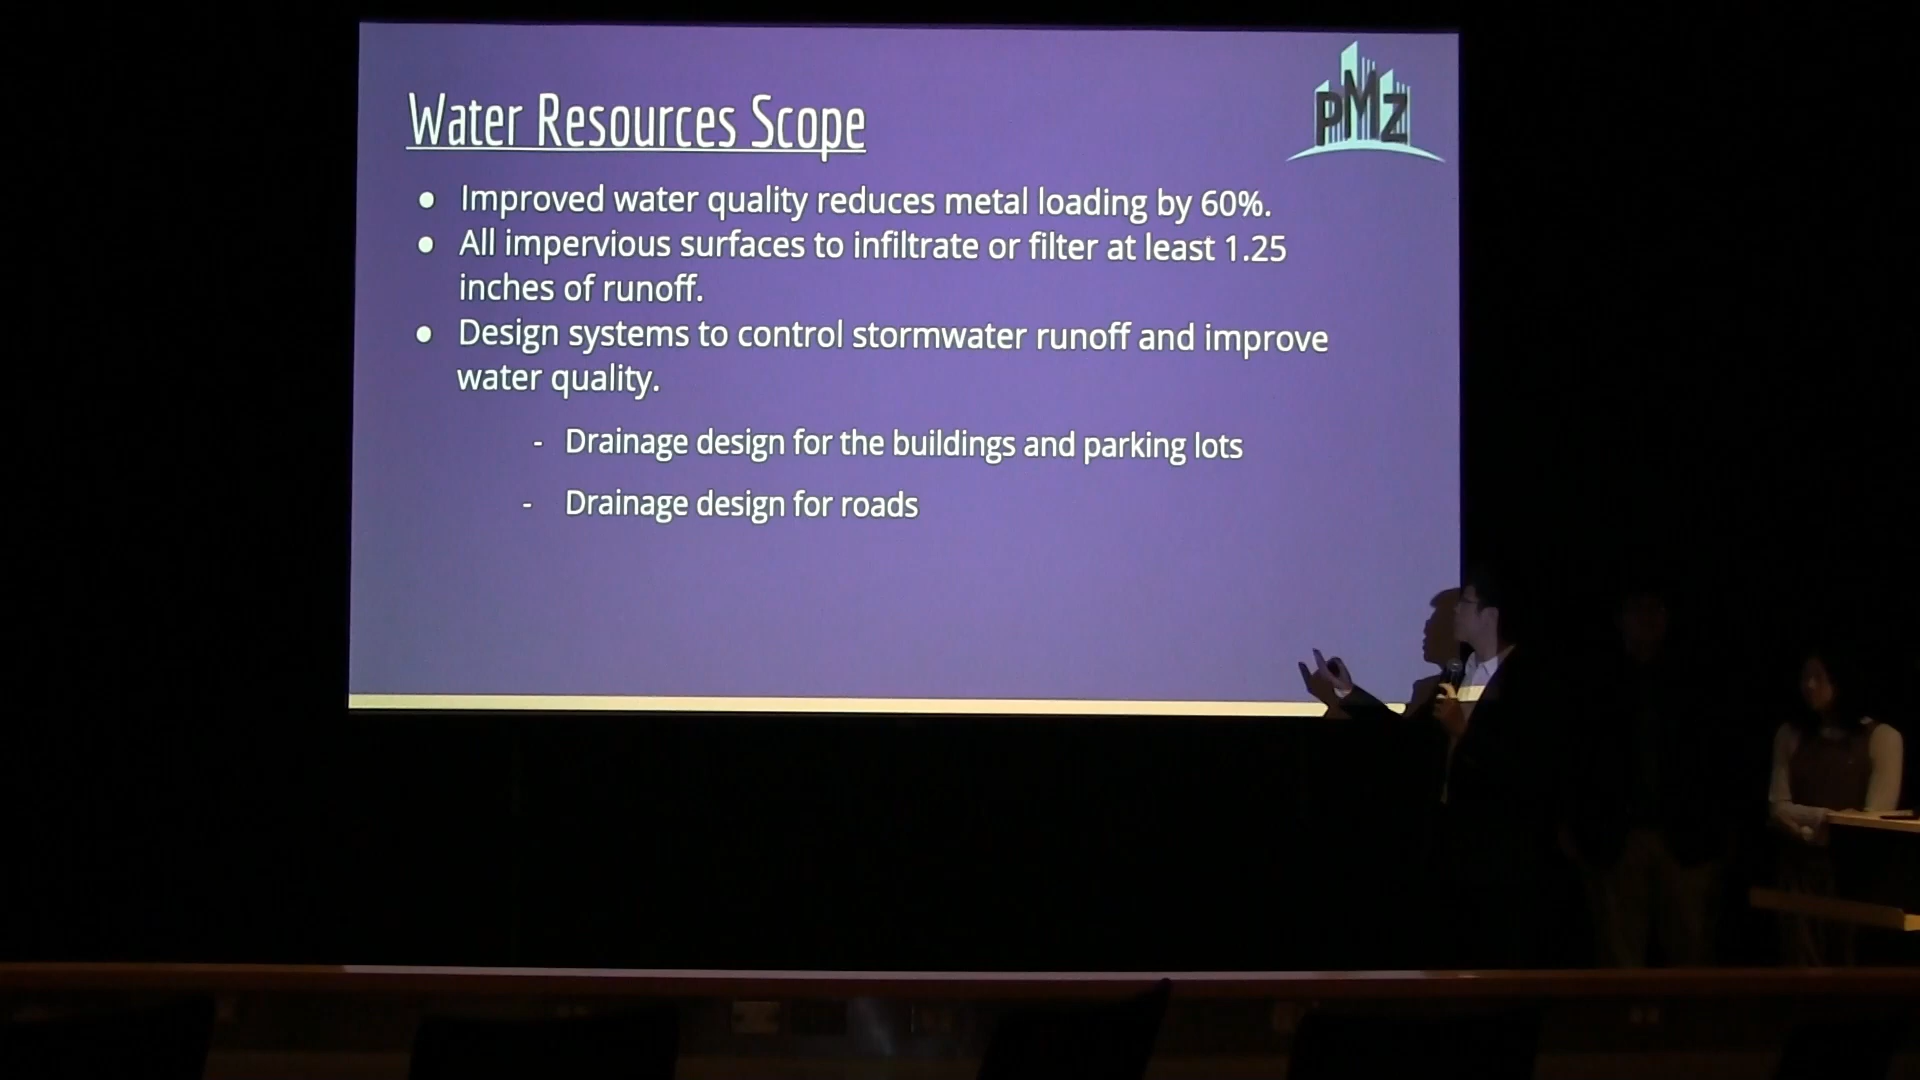 PMZ
Water Resources Scope
● Improved water quality reduces metal loading by 60%.
● All impervious surfaces to infiltrate or filter at least 1.25
inches of runoff.
● Design systems to control stormwater runoff and improve
water quality.
- Drainage design for the buildings and parking lots
- Drainage design for roads